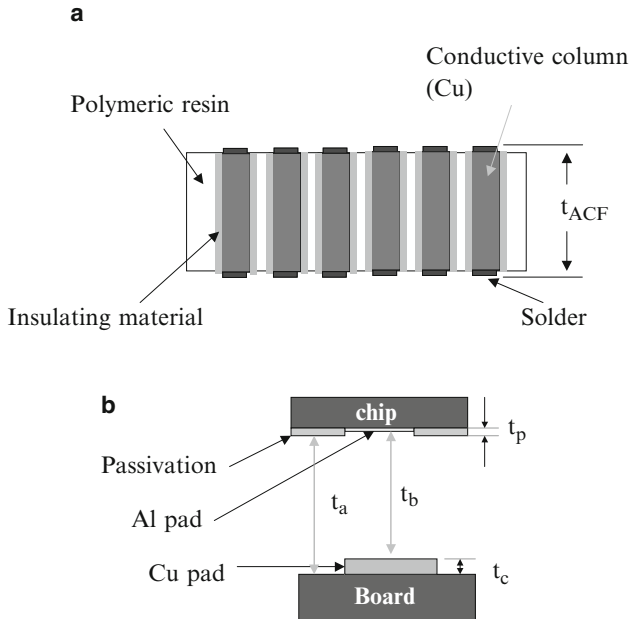 a
Conductive column
(Cu)
Polymeric resin
t_ACF
Insulating material
Solder
b
chip
t_p
Passivation
t_a
t_b
Al pad
Cu pad
t_c
Board